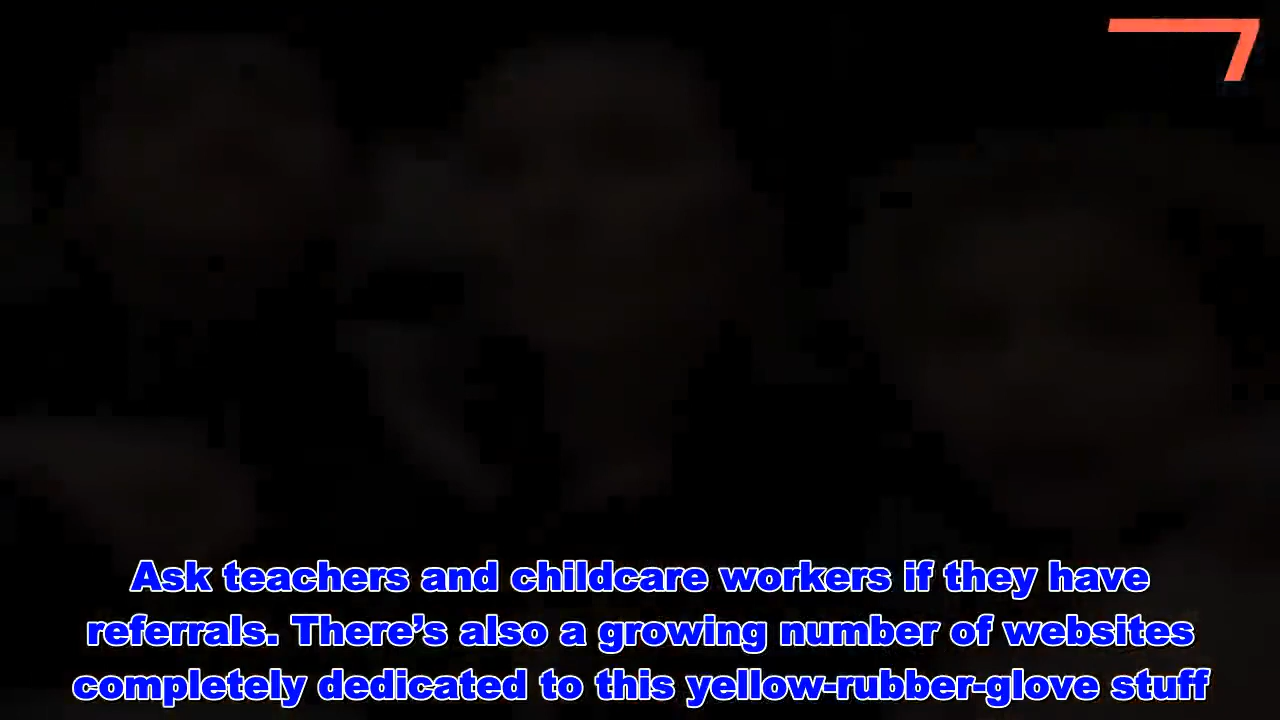 Ask teachers and childcare workers if they have
referrals. There’s also a growing number of websites
completely dedicated to this yellow-rubber-glove stuff